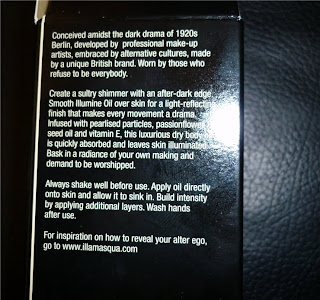 Conceived amidst the dark drama of 1920s
Berlin, developed by professional make-up
artists, embraced by alternative cultures, made
by a unique British brand. Worn by those who
refuse to be everybody.
Create a sultry shimmer with an after-dark edge.
Smooth Illumine Oil over skin for a light-reflecting
finish that makes every movement a drama.
Infused with pearlised particles, passionflower
seed oil and vitamin E, this luxurious dry body
is quickly absorbed and leaves skin illuminated.
Bask in a radiance of your own making and
demand to be worshipped.
Always shake well before use. Apply oil directly
onto skin and allow it to sink in. Build intensity
by applying additional layers. Wash hands
after use.
For inspiration on how to reveal your alter ego,
go to www.illamasqua.com